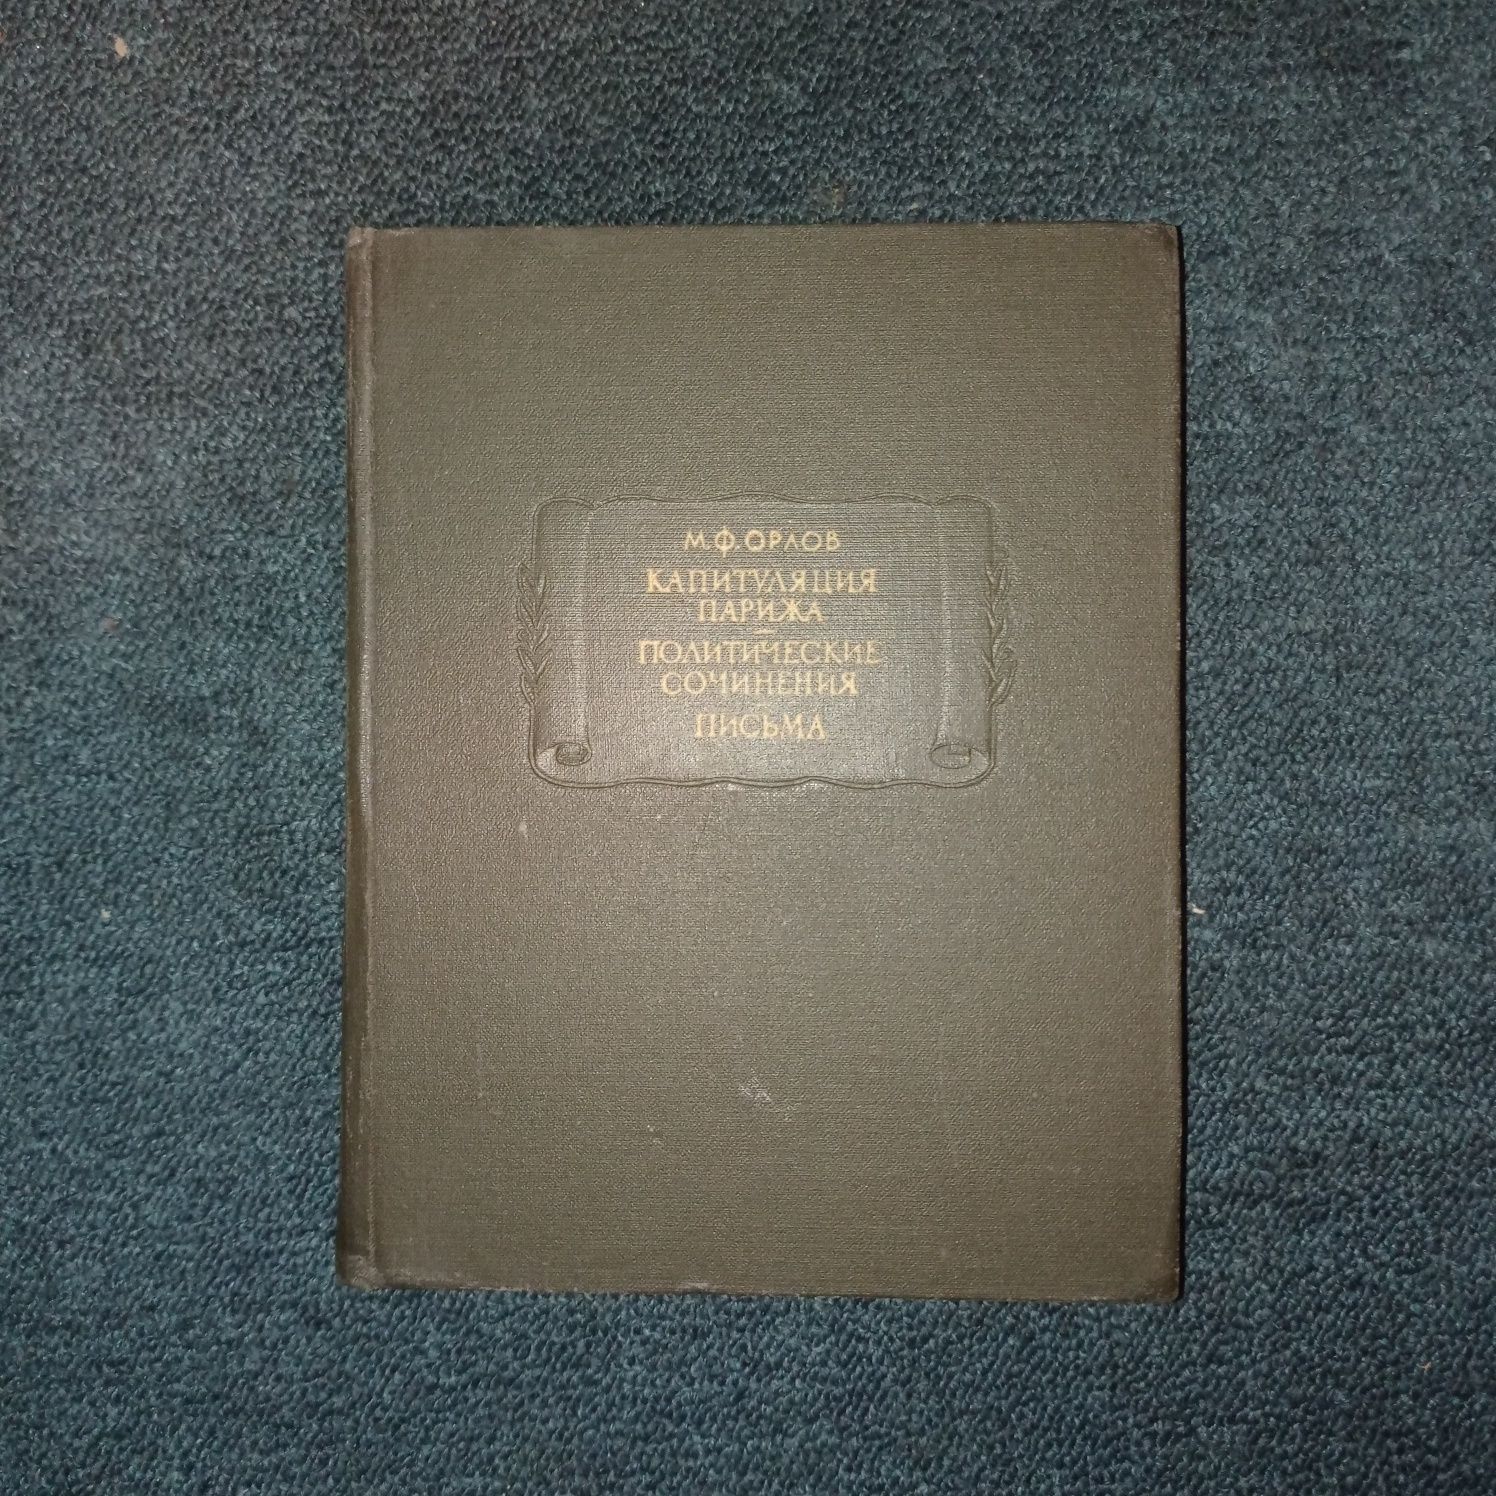 М.Ф.ОРЛОВ
КАПИТУЛЯЦИЯ
ПАРИЖА
—
ПОЛИТИЧЕСКИЕ
СОЧИНЕНИЯ
—
ПИСЬМА